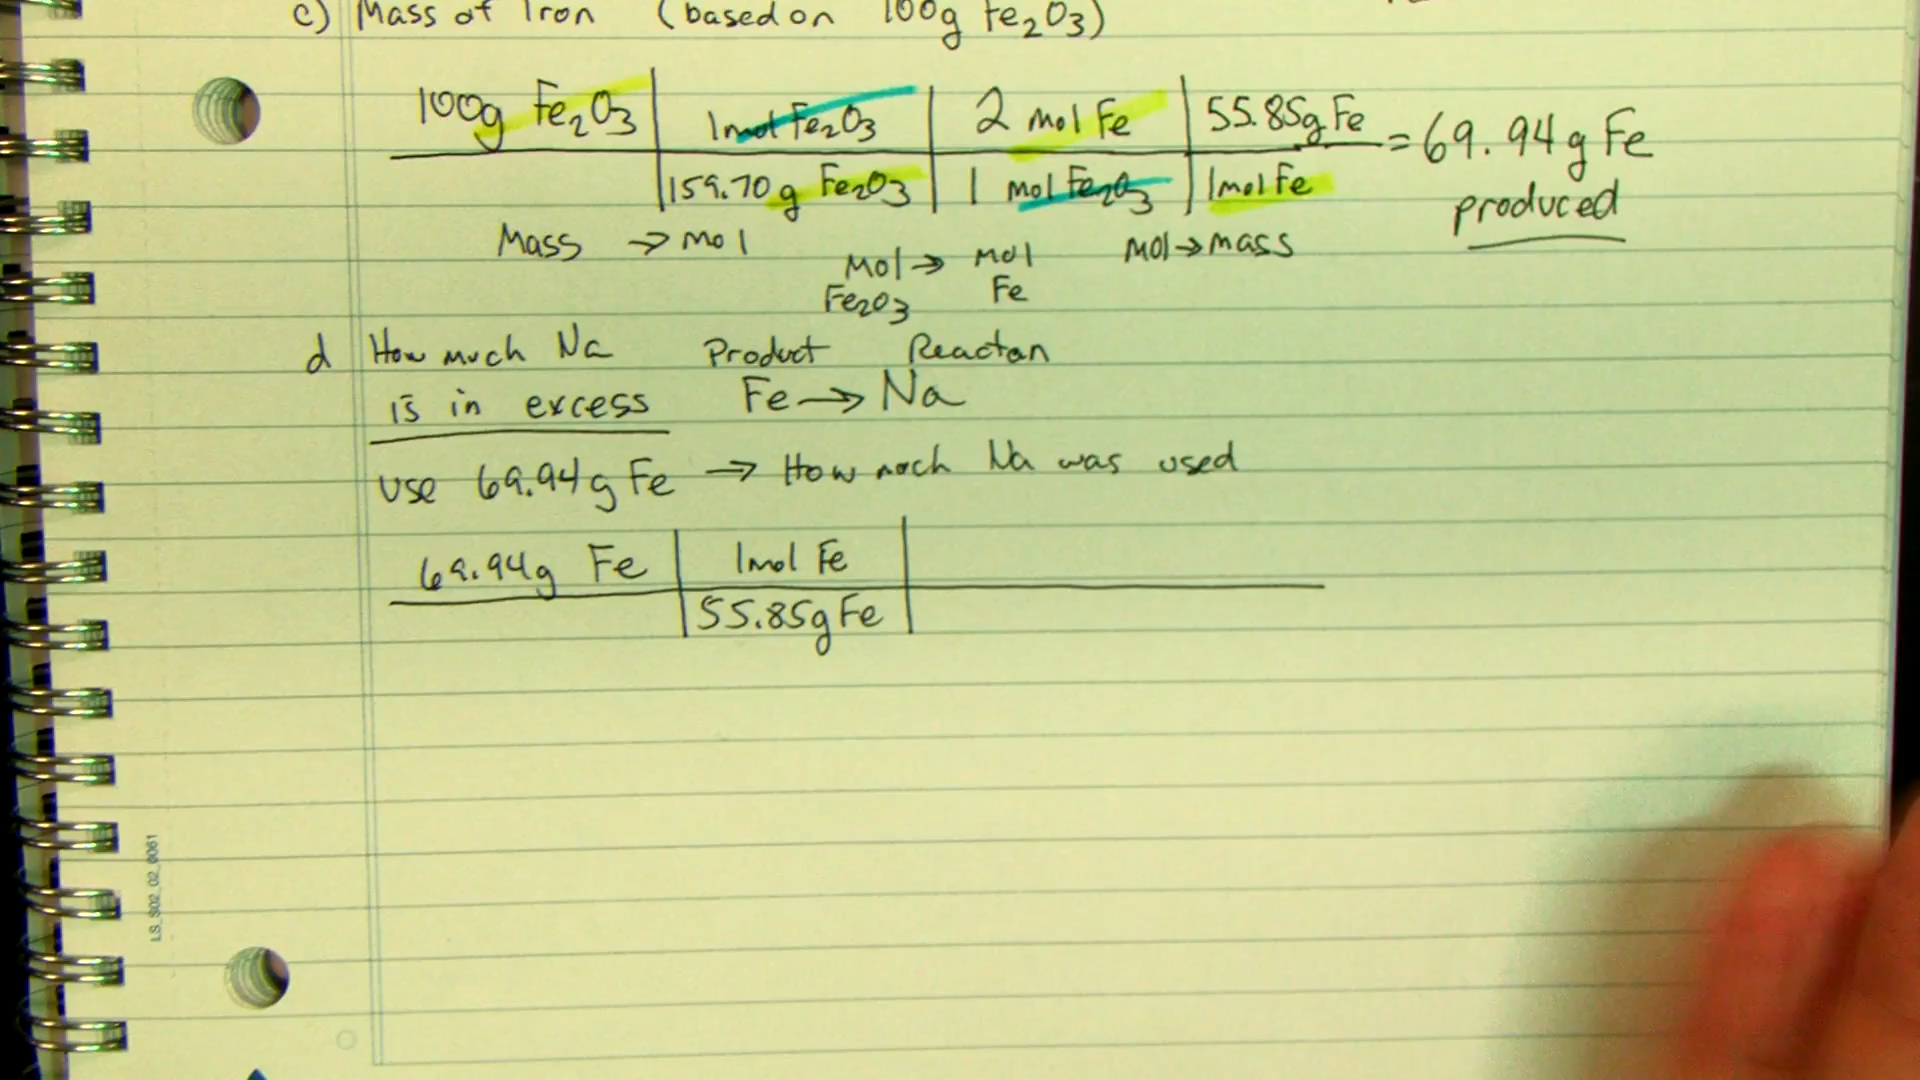 c) Mass of Iron (based on 100g Fe2O3)
100g Fe2O3 | 1mol Fe2O3 | 2 mol Fe | 55.85g Fe = 69.94g Fe
159.70g Fe2O3 | 1 mol Fe2O3 | 1mol Fe produced
Mass → mol Mol → mol Mol → mass
Fe2O3 Fe
d How much Na Product Reactan
is in excess Fe → Na
use 69.94g Fe → How much Na was used
69.94g Fe | 1mol Fe |
55.85g Fe
LS_S02_02_0061